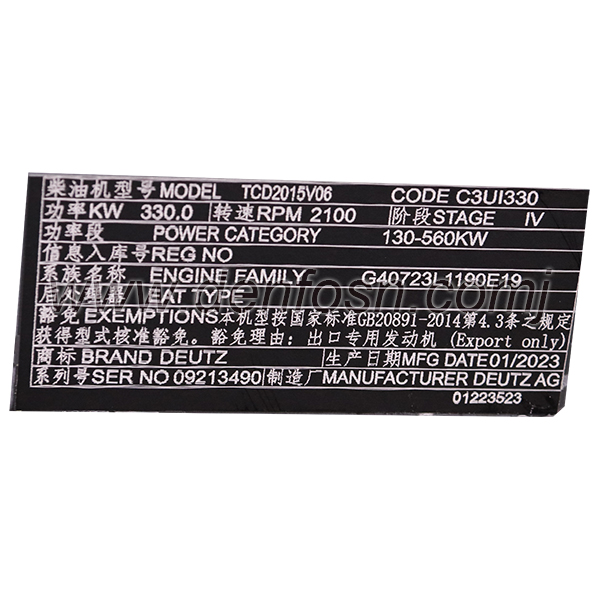 柴油机型号 MODEL TCD2015V06 CODE C3UI330
功率KW 330.0 转速RPM 2100 阶段STAGE IV
功率段 POWER CATEGORY 130-560KW
信息入库号REG NO
系族名称 ENGINE FAMILY G40723L1190E19
后处理器 EAT TYPE
豁免 EXEMPTIONS本机型按国家标准GB20891-2014第4.3条之规定
获得型式核准豁免。豁免理由：出口专用发动机 (Export only)
商标 BRAND DEUTZ 生产日期MFG DATE01/2023
系列号SER NO 09213490 制造厂MANUFACTURER DEUTZ AG
01223523